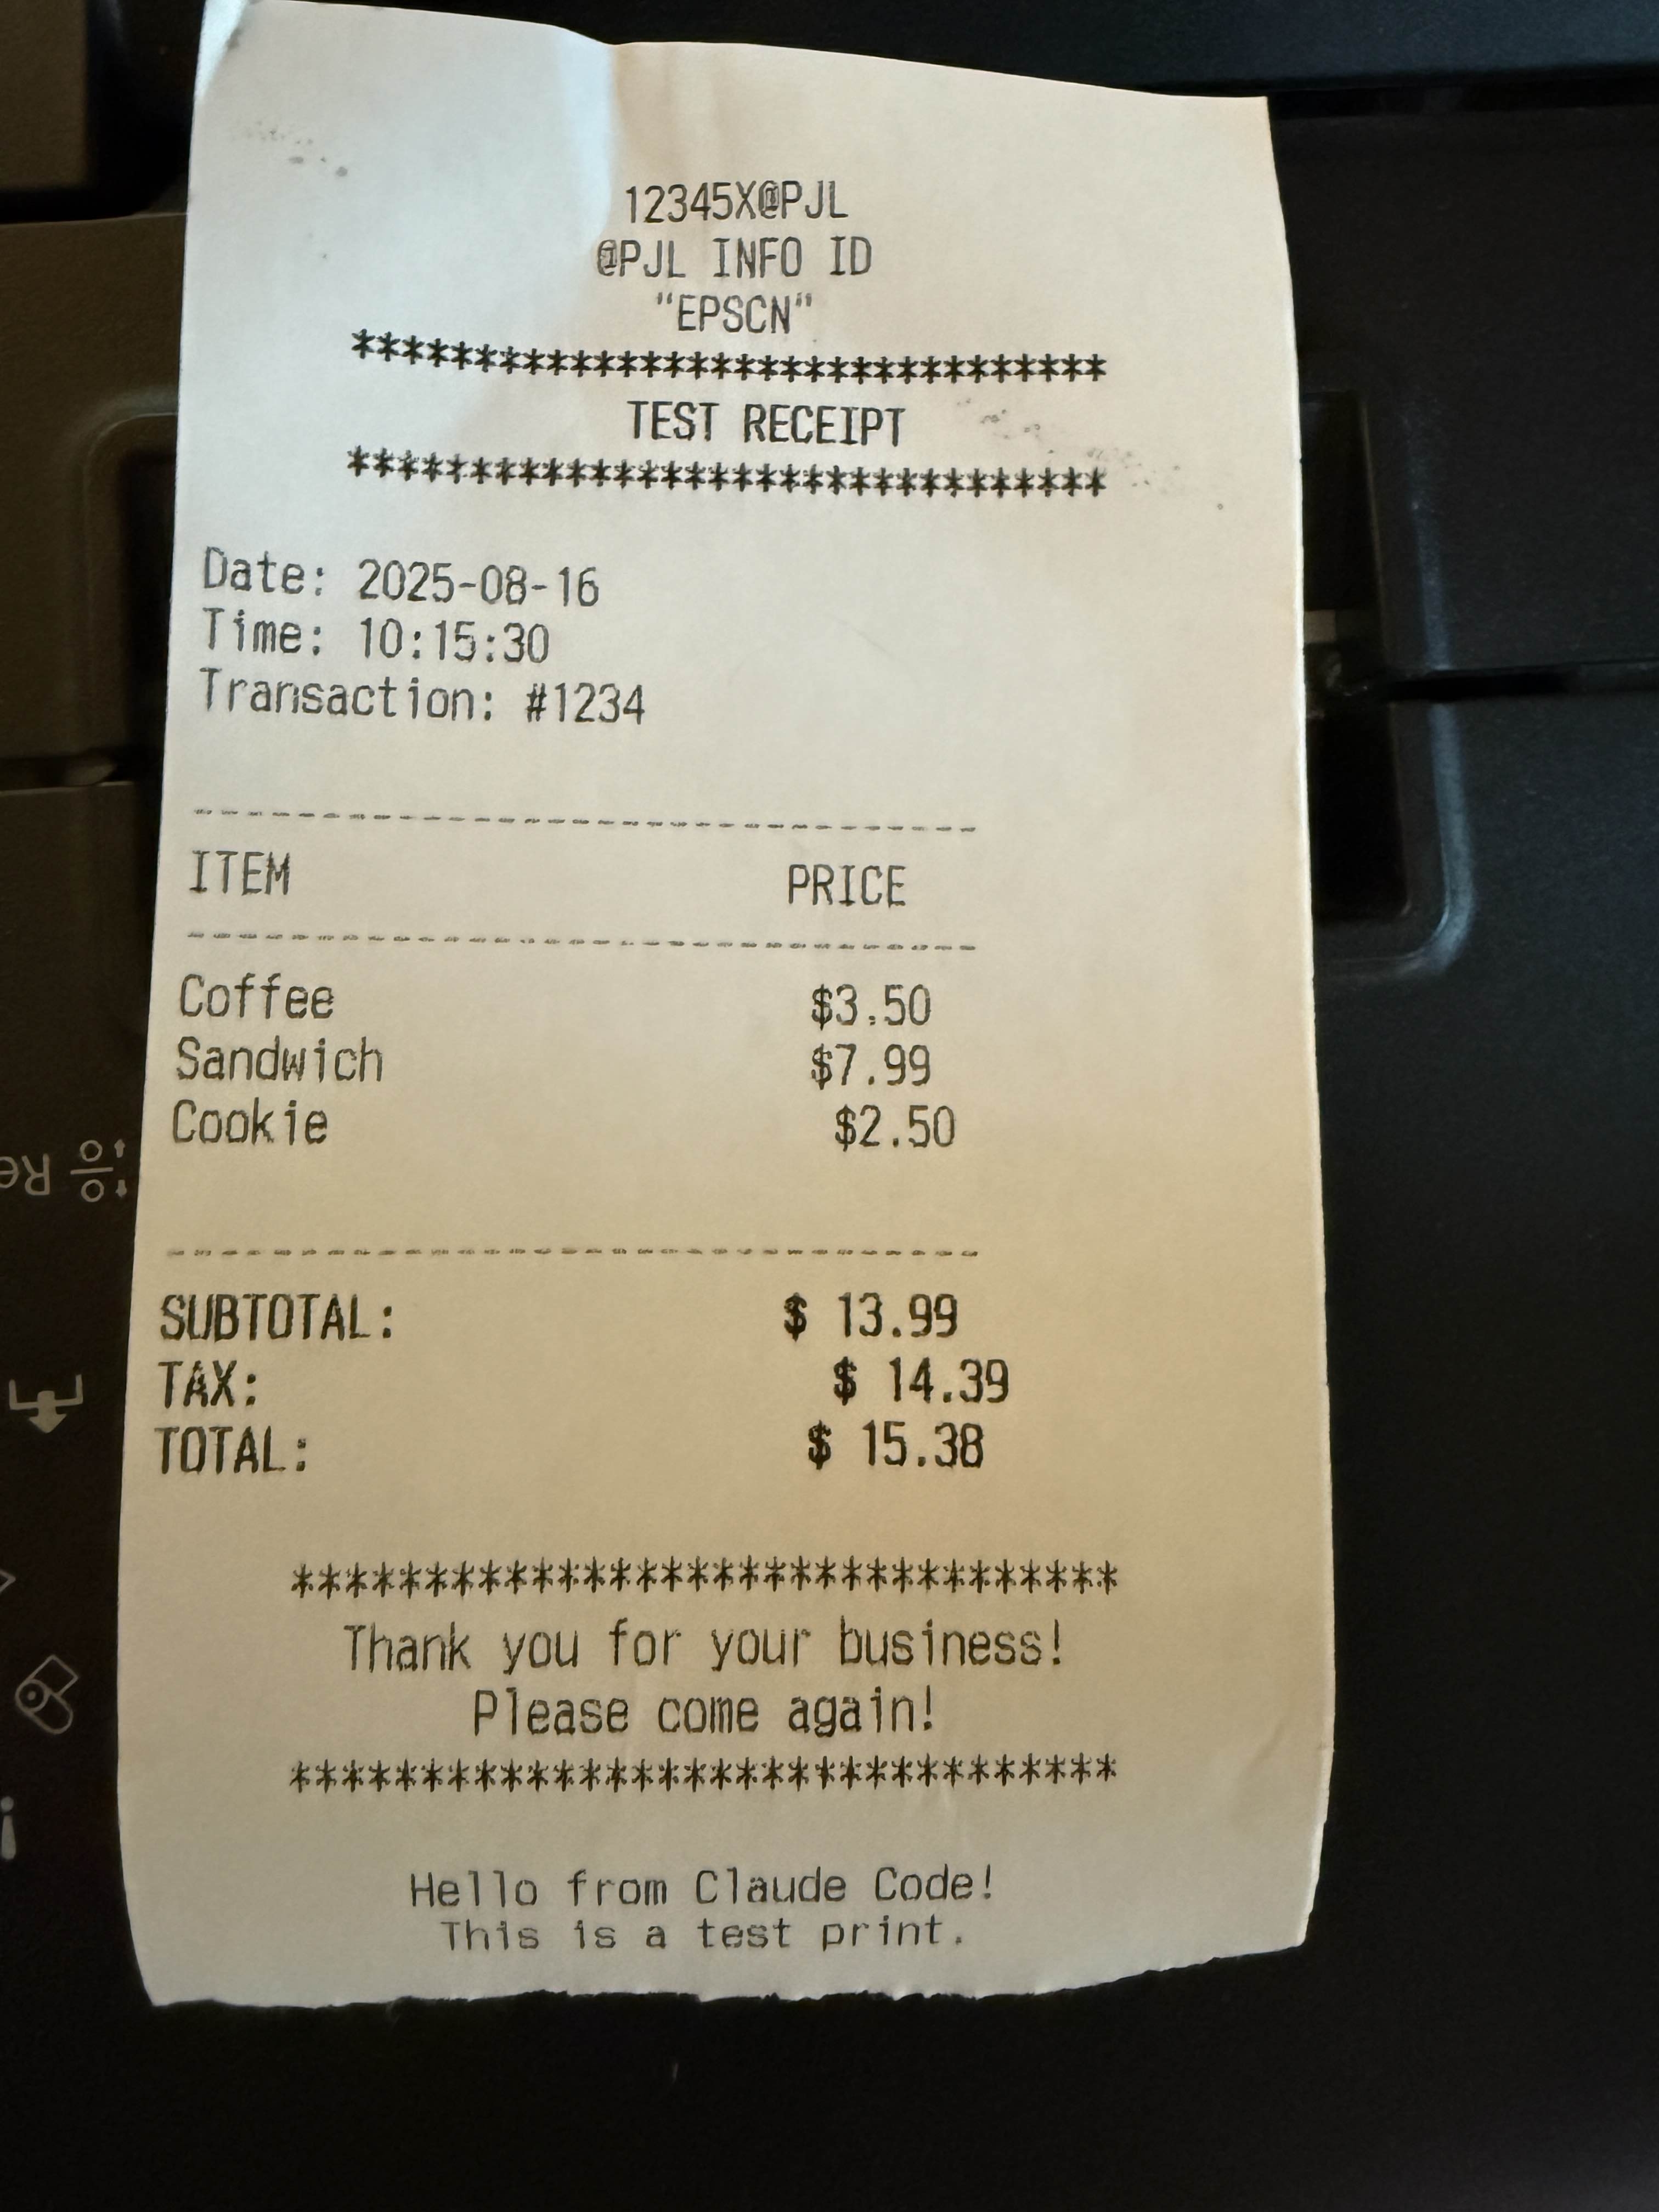 12345X@PJL
@PJL INFO ID
"EPSCN"
********************************
TEST RECEIPT
********************************
Date: 2025-08-16
Time: 10:15:30
Transaction: #1234
--------------------------------
ITEM PRICE
--------------------------------
Coffee $3.50
Sandwich $7.99
Cookie $2.50
--------------------------------
SUBTOTAL: $ 13.99
TAX: $ 14.39
TOTAL: $ 15.38
********************************
Thank you for your business!
Please come again!
********************************
Hello from Claude Code!
This is a test print.